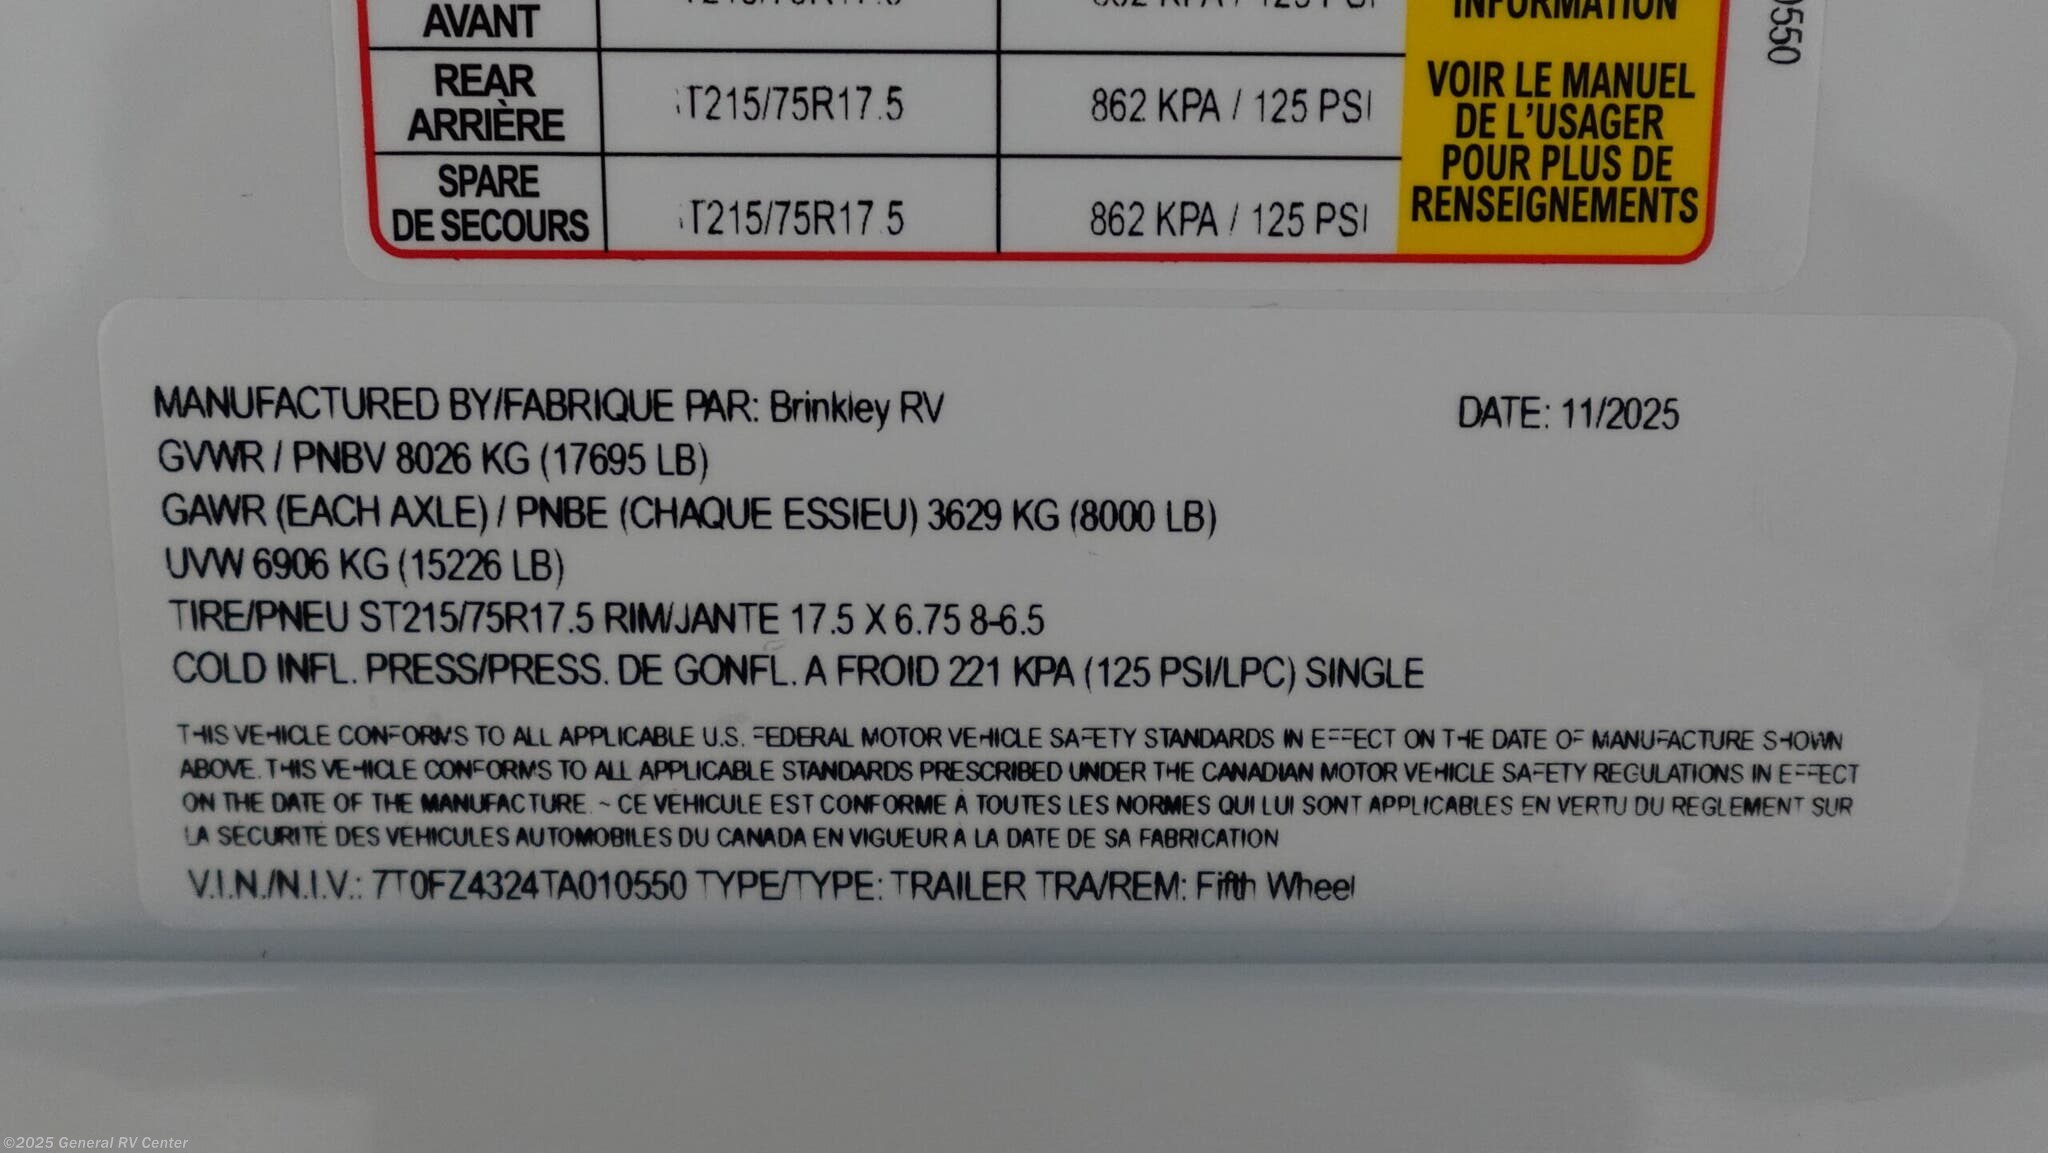 AVANT
INFORMATION
REAR
ARRIÈRE
ST215/75R17.5
862 KPA / 125 PSI
SPARE
DE SECOURS
ST215/75R17.5
862 KPA / 125 PSI
VOIR LE MANUEL
DE L'USAGER
POUR PLUS DE
RENSEIGNEMENTS
0550
MANUFACTURED BY/FABRIQUE PAR: Brinkley RV
DATE: 11/2025
GVWR / PNBV 8026 KG (17695 LB)
GAWR (EACH AXLE) / PNBE (CHAQUE ESSIEU) 3629 KG (8000 LB)
UVW 6906 KG (15226 LB)
TIRE/PNEU ST215/75R17.5 RIM/JANTE 17.5 X 6.75 8-6.5
COLD INFL. PRESS/PRESS. DE GONFL. A FROID 221 KPA (125 PSI/LPC) SINGLE
THIS VEHICLE CONFORMS TO ALL APPLICABLE U.S. FEDERAL MOTOR VEHICLE SAFETY STANDARDS IN EFFECT ON THE DATE OF MANUFACTURE SHOWN
ABOVE. THIS VEHICLE CONFORMS TO ALL APPLICABLE STANDARDS PRESCRIBED UNDER THE CANADIAN MOTOR VEHICLE SAFETY REGULATIONS IN EFFECT
ON THE DATE OF THE MANUFACTURE. ~ CE VÉHICULE EST CONFORME À TOUTES LES NORMES QUI LUI SONT APPLICABLES EN VERTU DU RÈGLEMENT SUR
LA SÉCURITÉ DES VÉHICULES AUTOMOBILES DU CANADA EN VIGUEUR À LA DATE DE SA FABRICATION
V.I.N./N.I.V.: 7T0FZ4324TA010550 TYPE/TYPE: TRAILER TRA/REM: Fifth Wheel
©2025 General RV Center